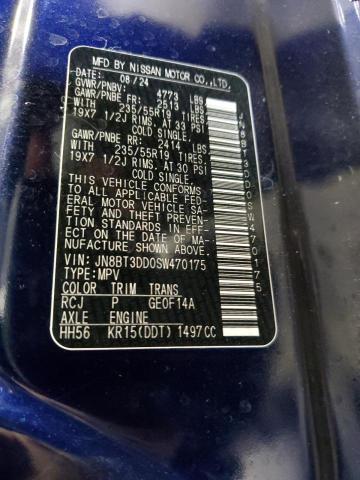 MFD BY NISSAN MOTOR CO.,LTD.
DATE: 08/24
GVWR/PNBV: 4773 LBS
GAWR/PNBE FR: 2513 LBS
WITH 235/55R19 TIRES
19X7 1/2J RIMS, AT 33 PSI
COLD SINGLE.
GAWR/PNBE RR: 2414 LBS
WITH 235/55R19 TIRES
19X7 1/2J RIMS, AT 30 PSI
COLD SINGLE.
THIS VEHICLE CONFORMS
TO ALL APPLICABLE FED-
ERAL MOTOR VEHICLE SA-
FETY AND THEFT PREVENTION
STANDARDS IN EFF-
ECT ON THE DATE OF MA-
NUFACTURE SHOWN ABOVE.
VIN: JN8BT3DD0SW470175
TYPE:MPV
COLOR TRIM TRANS
RCJ P GE0F14A
AXLE ENGINE
HH56 KR15(DDT) 1497CC
JN8BT3DD0SW470175